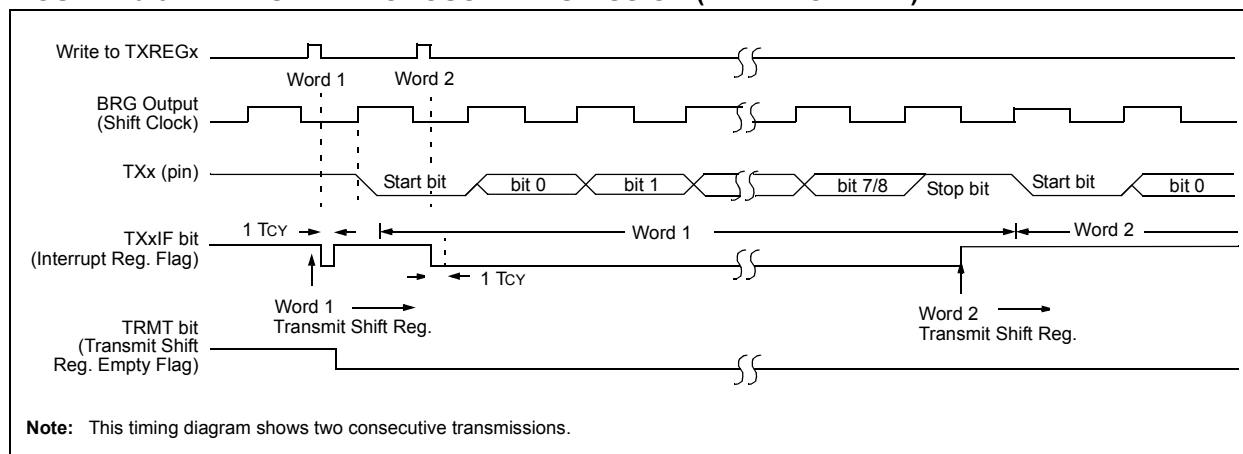 Write to TXREGx
Word 1
Word 2
BRG Output
(Shift Clock)
TXx (pin)
Start bit
bit 0
bit 1
bit 7/8
Stop bit
Start bit
bit 0
TXxIF bit
(Interrupt Reg. Flag)
1 TCY
Word 1
Word 2
1 TCY
Word 1
Transmit Shift Reg.
Word 2
Transmit Shift Reg.
TRMT bit
(Transmit Shift
Reg. Empty Flag)
Note: This timing diagram shows two consecutive transmissions.